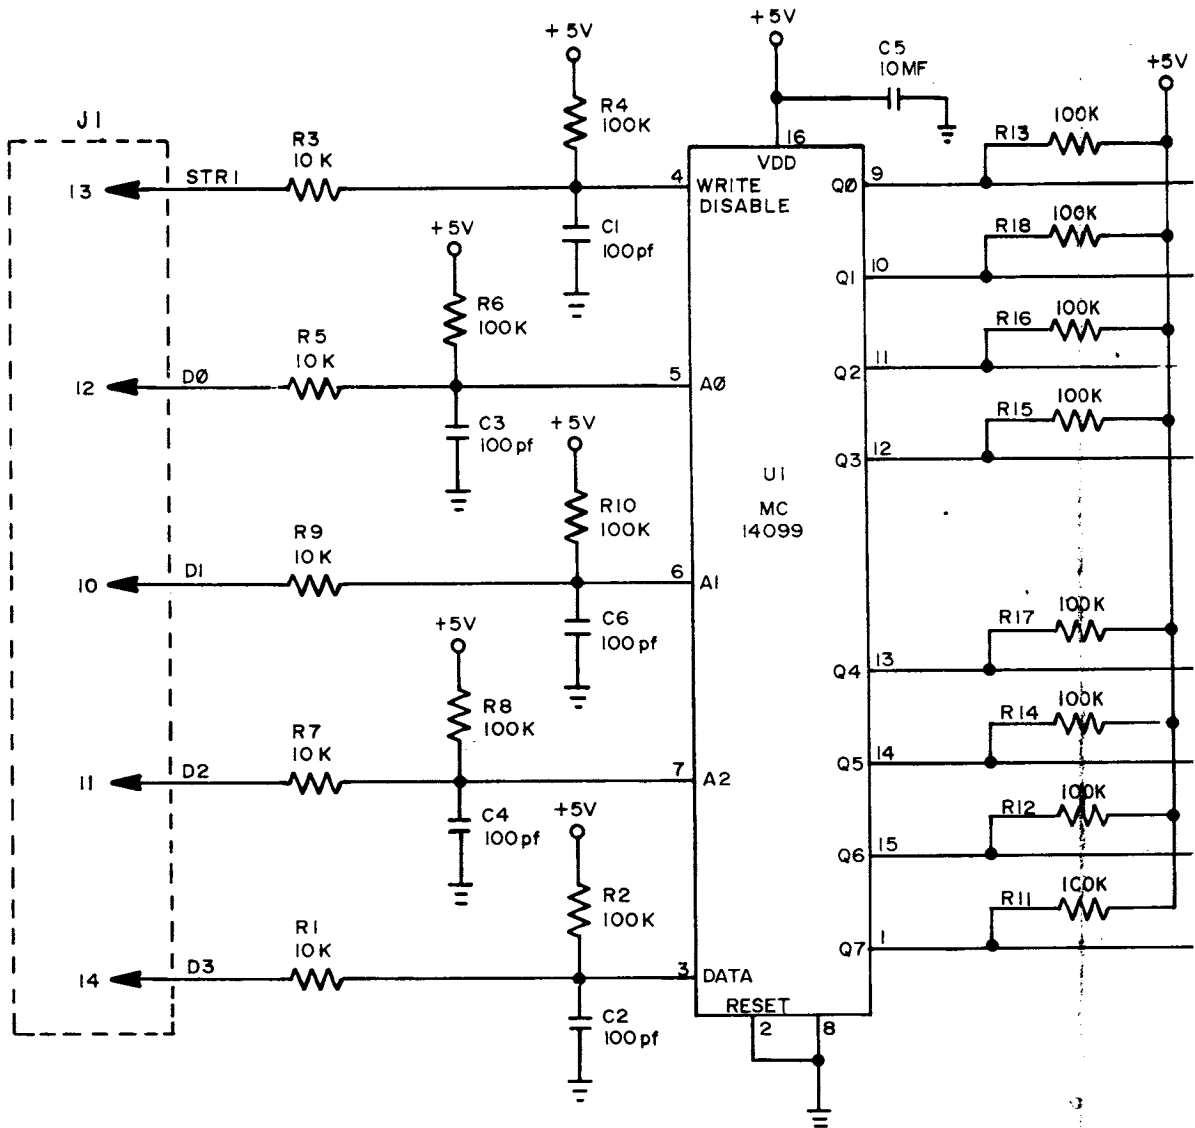 +5V
+5V
C5
10MF
+5V
J1
R4
100K
R3
10K
16
VDD
R13
100K
13
STR1
4
WRITE
DISABLE
Q0
9
C1
100pf
+5V
R18
100K
Q1
10
R6
100K
R16
100K
R5
10K
12
DØ
5
AØ
Q2
11
C3
100pf
+5V
R15
100K
Q3
12
U1
MC
14099
R10
100K
R9
10K
10
D1
6
A1
C6
100pf
+5V
R17
100K
Q4
13
R8
100K
R14
100K
R7
10K
11
D2
7
A2
Q5
14
C4
100pf
+5V
R12
100K
Q6
15
R2
100K
R11
100K
R1
10K
14
D3
3
DATA
Q7
1
RESET
2
8
C2
100pf